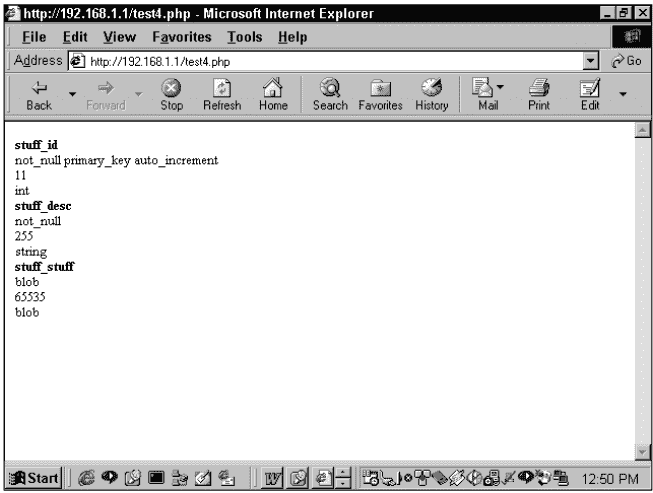 http://192.168.1.1/test4.php - Microsoft Internet Explorer
File Edit View Favorites Tools Help
Address http://192.168.1.1/test4.php Go
Back Forward Stop Refresh Home Search Favorites History Mail Print Edit
stuff_id
not_null primary_key auto_increment
11
int
stuff_desc
not_null
255
string
stuff_stuff
blob
65535
blob
Start 12:50 PM